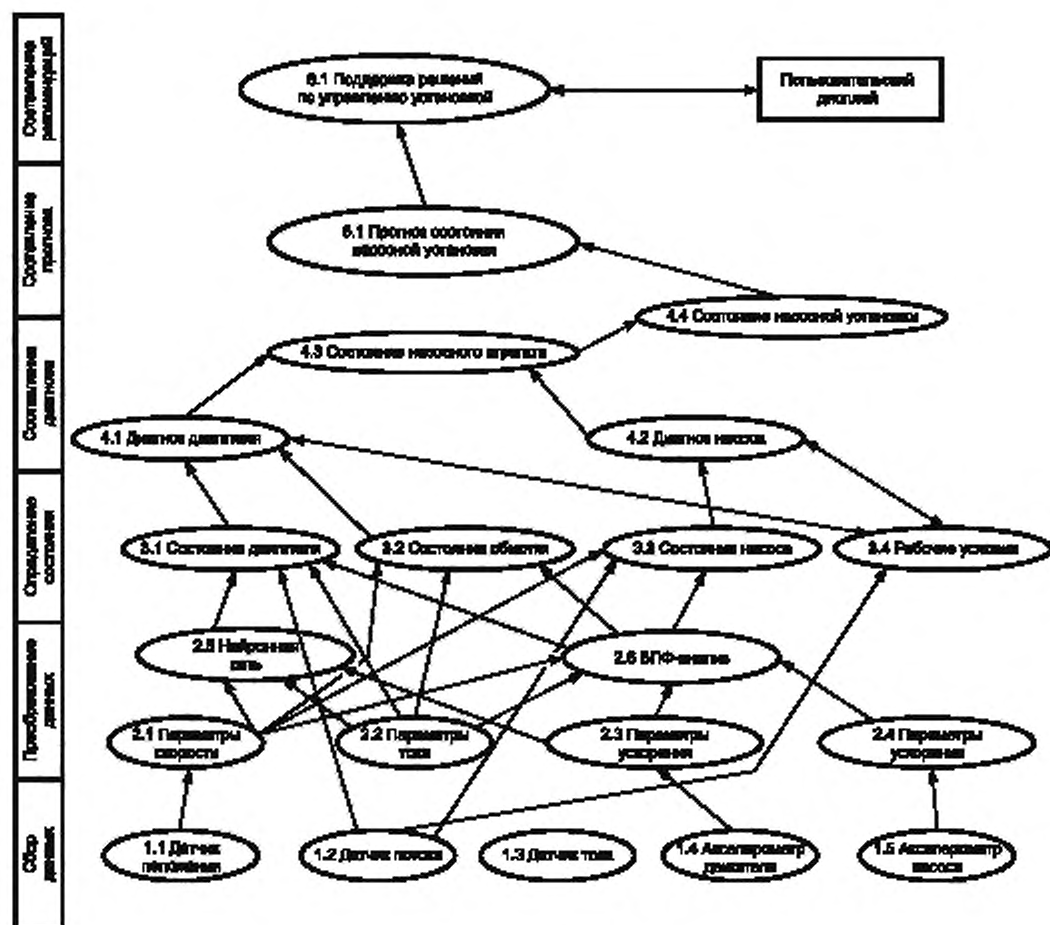 Составление
рекомендаций
6.1 Поддержка решений
по управлению установкой
Пользовательский
дисплей
Составление
прогноза
5.1 Прогноз состояния
насосной установки
4.4 Состояние насосной установки
Составление
диагноза
4.3 Состояние насосного агрегата
4.1 Диагноз двигателя
4.2 Диагноз насоса
Определение
состояния
3.1 Состояние двигателя
3.2 Состояние обмотки
3.3 Состояние насоса
3.4 Рабочие условия
Преобразование
данных
2.5 Нейронная
сеть
2.6 БПФ-анализ
2.1 Параметры
скорости
2.2 Параметры
тока
2.3 Параметры
ускорения
2.4 Параметры
ускорения
Сбор
данных
1.1 Датчик
положения
1.2 Датчик потока
1.3 Датчик тока
1.4 Акселерометр
двигателя
1.5 Акселерометр
насоса